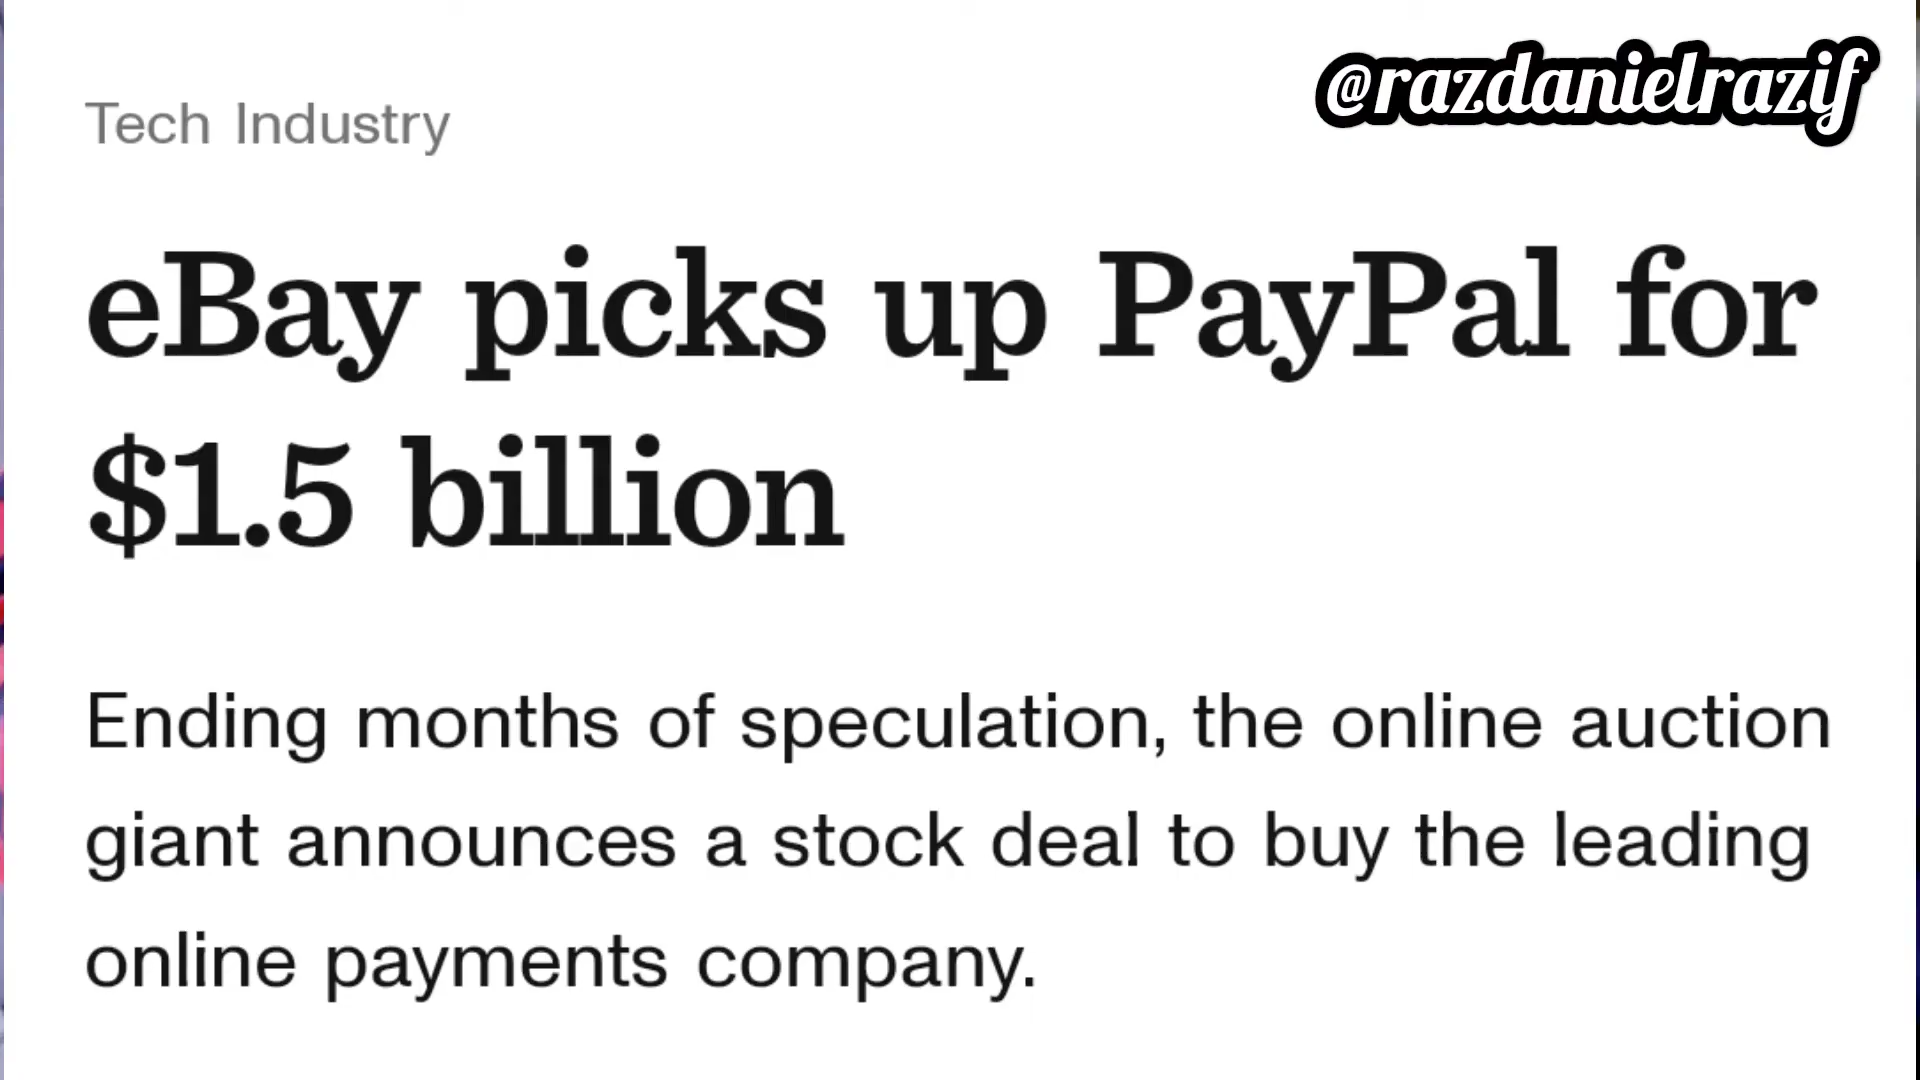 @razdanielrazif
Tech Industry
eBay picks up PayPal for
$1.5 billion
Ending months of speculation, the online auction
giant announces a stock deal to buy the leading
online payments company.